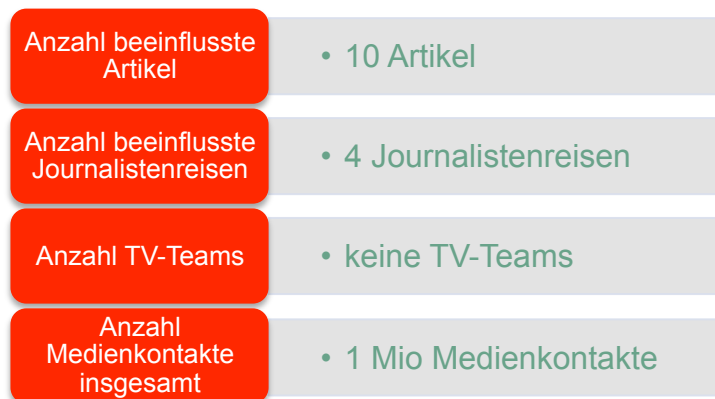 Anzahl beeinflusste
Artikel
• 10 Artikel
Anzahl beeinflusste
Journalistenreisen
• 4 Journalistenreisen
Anzahl TV-Teams
• keine TV-Teams
Anzahl
Medienkontakte
insgesamt
• 1 Mio Medienkontakte